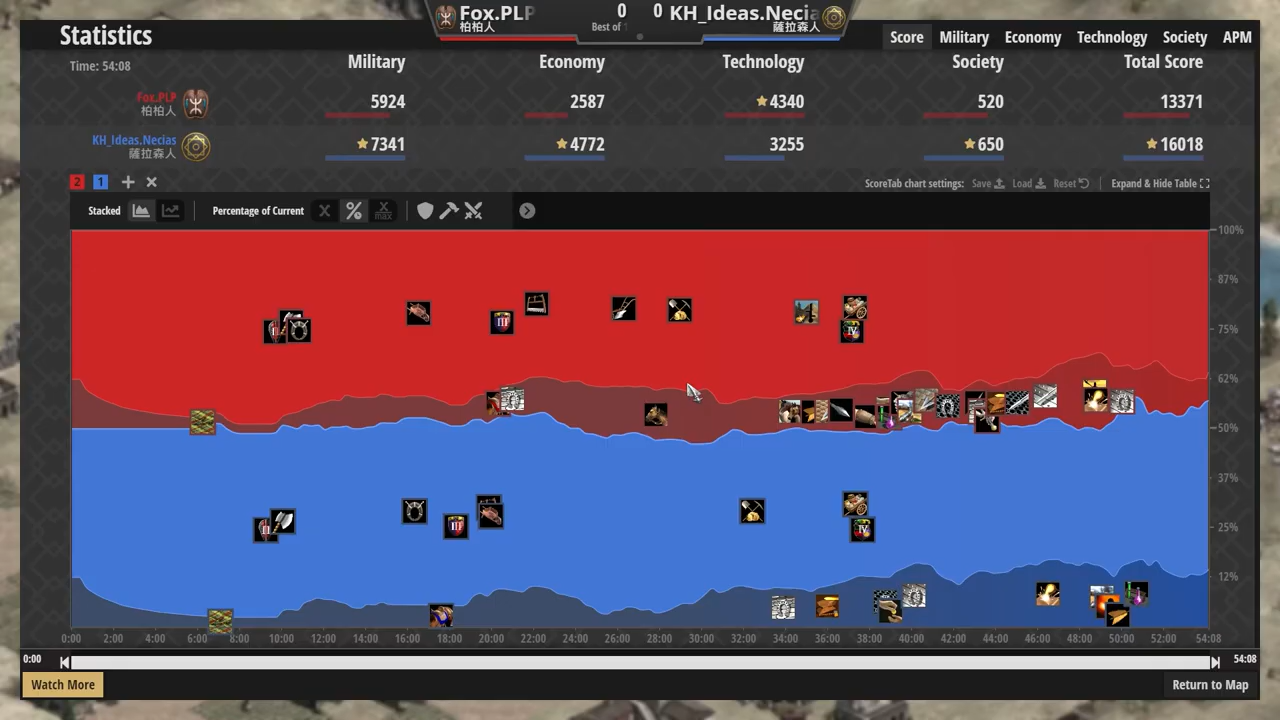 Fox.PLP 0 0 KH_Ideas.Necia
柏柏人 Best of 1 薩拉森人
Statistics
Score Military Economy Technology Society APM
Time: 54:08 Military Economy Technology Society Total Score
Fox.PLP 5924 2587 4340 520 13371
柏柏人
KH_Ideas.Necias 7341 4772 3255 650 16018
薩拉森人
2 1 ScoreTab chart settings: Save Load Reset Expand & Hide Table
Stacked Percentage of Current X % X max
100%
87%
75%
62%
50%
37%
25%
12%
III
IV
II
III
IV
0:00 2:00 4:00 6:00 8:00 10:00 12:00 14:00 16:00 18:00 20:00 22:00 24:00 26:00 28:00 30:00 32:00 34:00 36:00 38:00 40:00 42:00 44:00 46:00 48:00 50:00 52:00 54:08
0:00 54:08
Watch More Return to Map